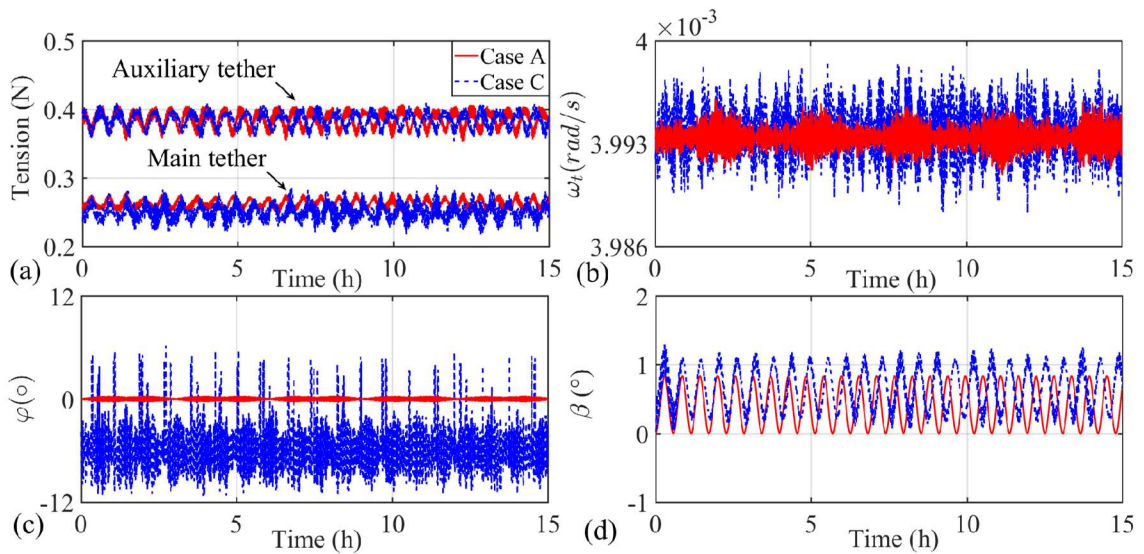 0.5
0.4
0.3
0.2
Tension (N)
Auxiliary tether
Main tether
Case A
Case C
0
5
10
15
Time (h)
(a)
×10⁻³
4
3.993
3.986
ωₜ(rad/s)
0
5
10
15
Time (h)
(b)
12
0
-12
φ(○)
0
5
10
15
Time (h)
(c)
2
1
0
-1
β(°)
0
5
10
15
Time (h)
(d)